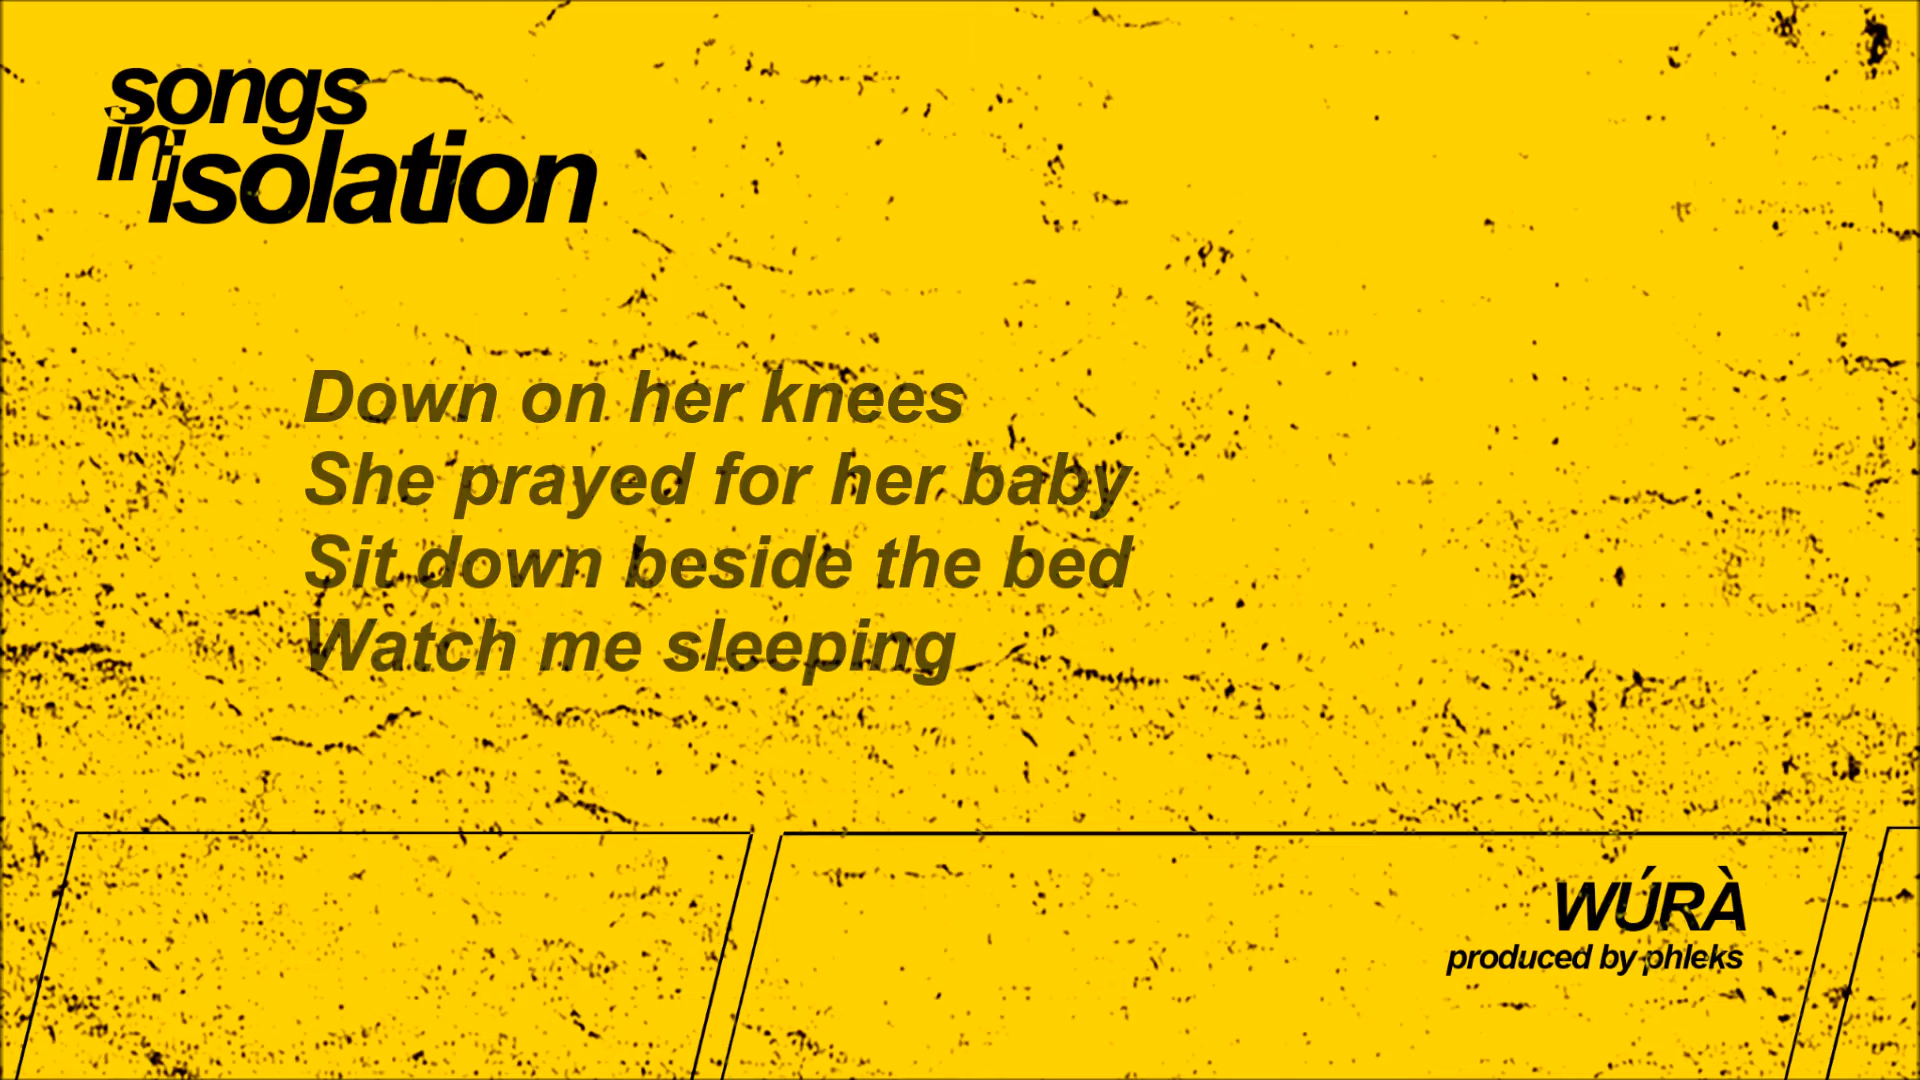 songs
in
isolation
Down on her knees
She prayed for her baby
Sit down beside the bed
Watch me sleeping
WÚRÀ
produced by phleks